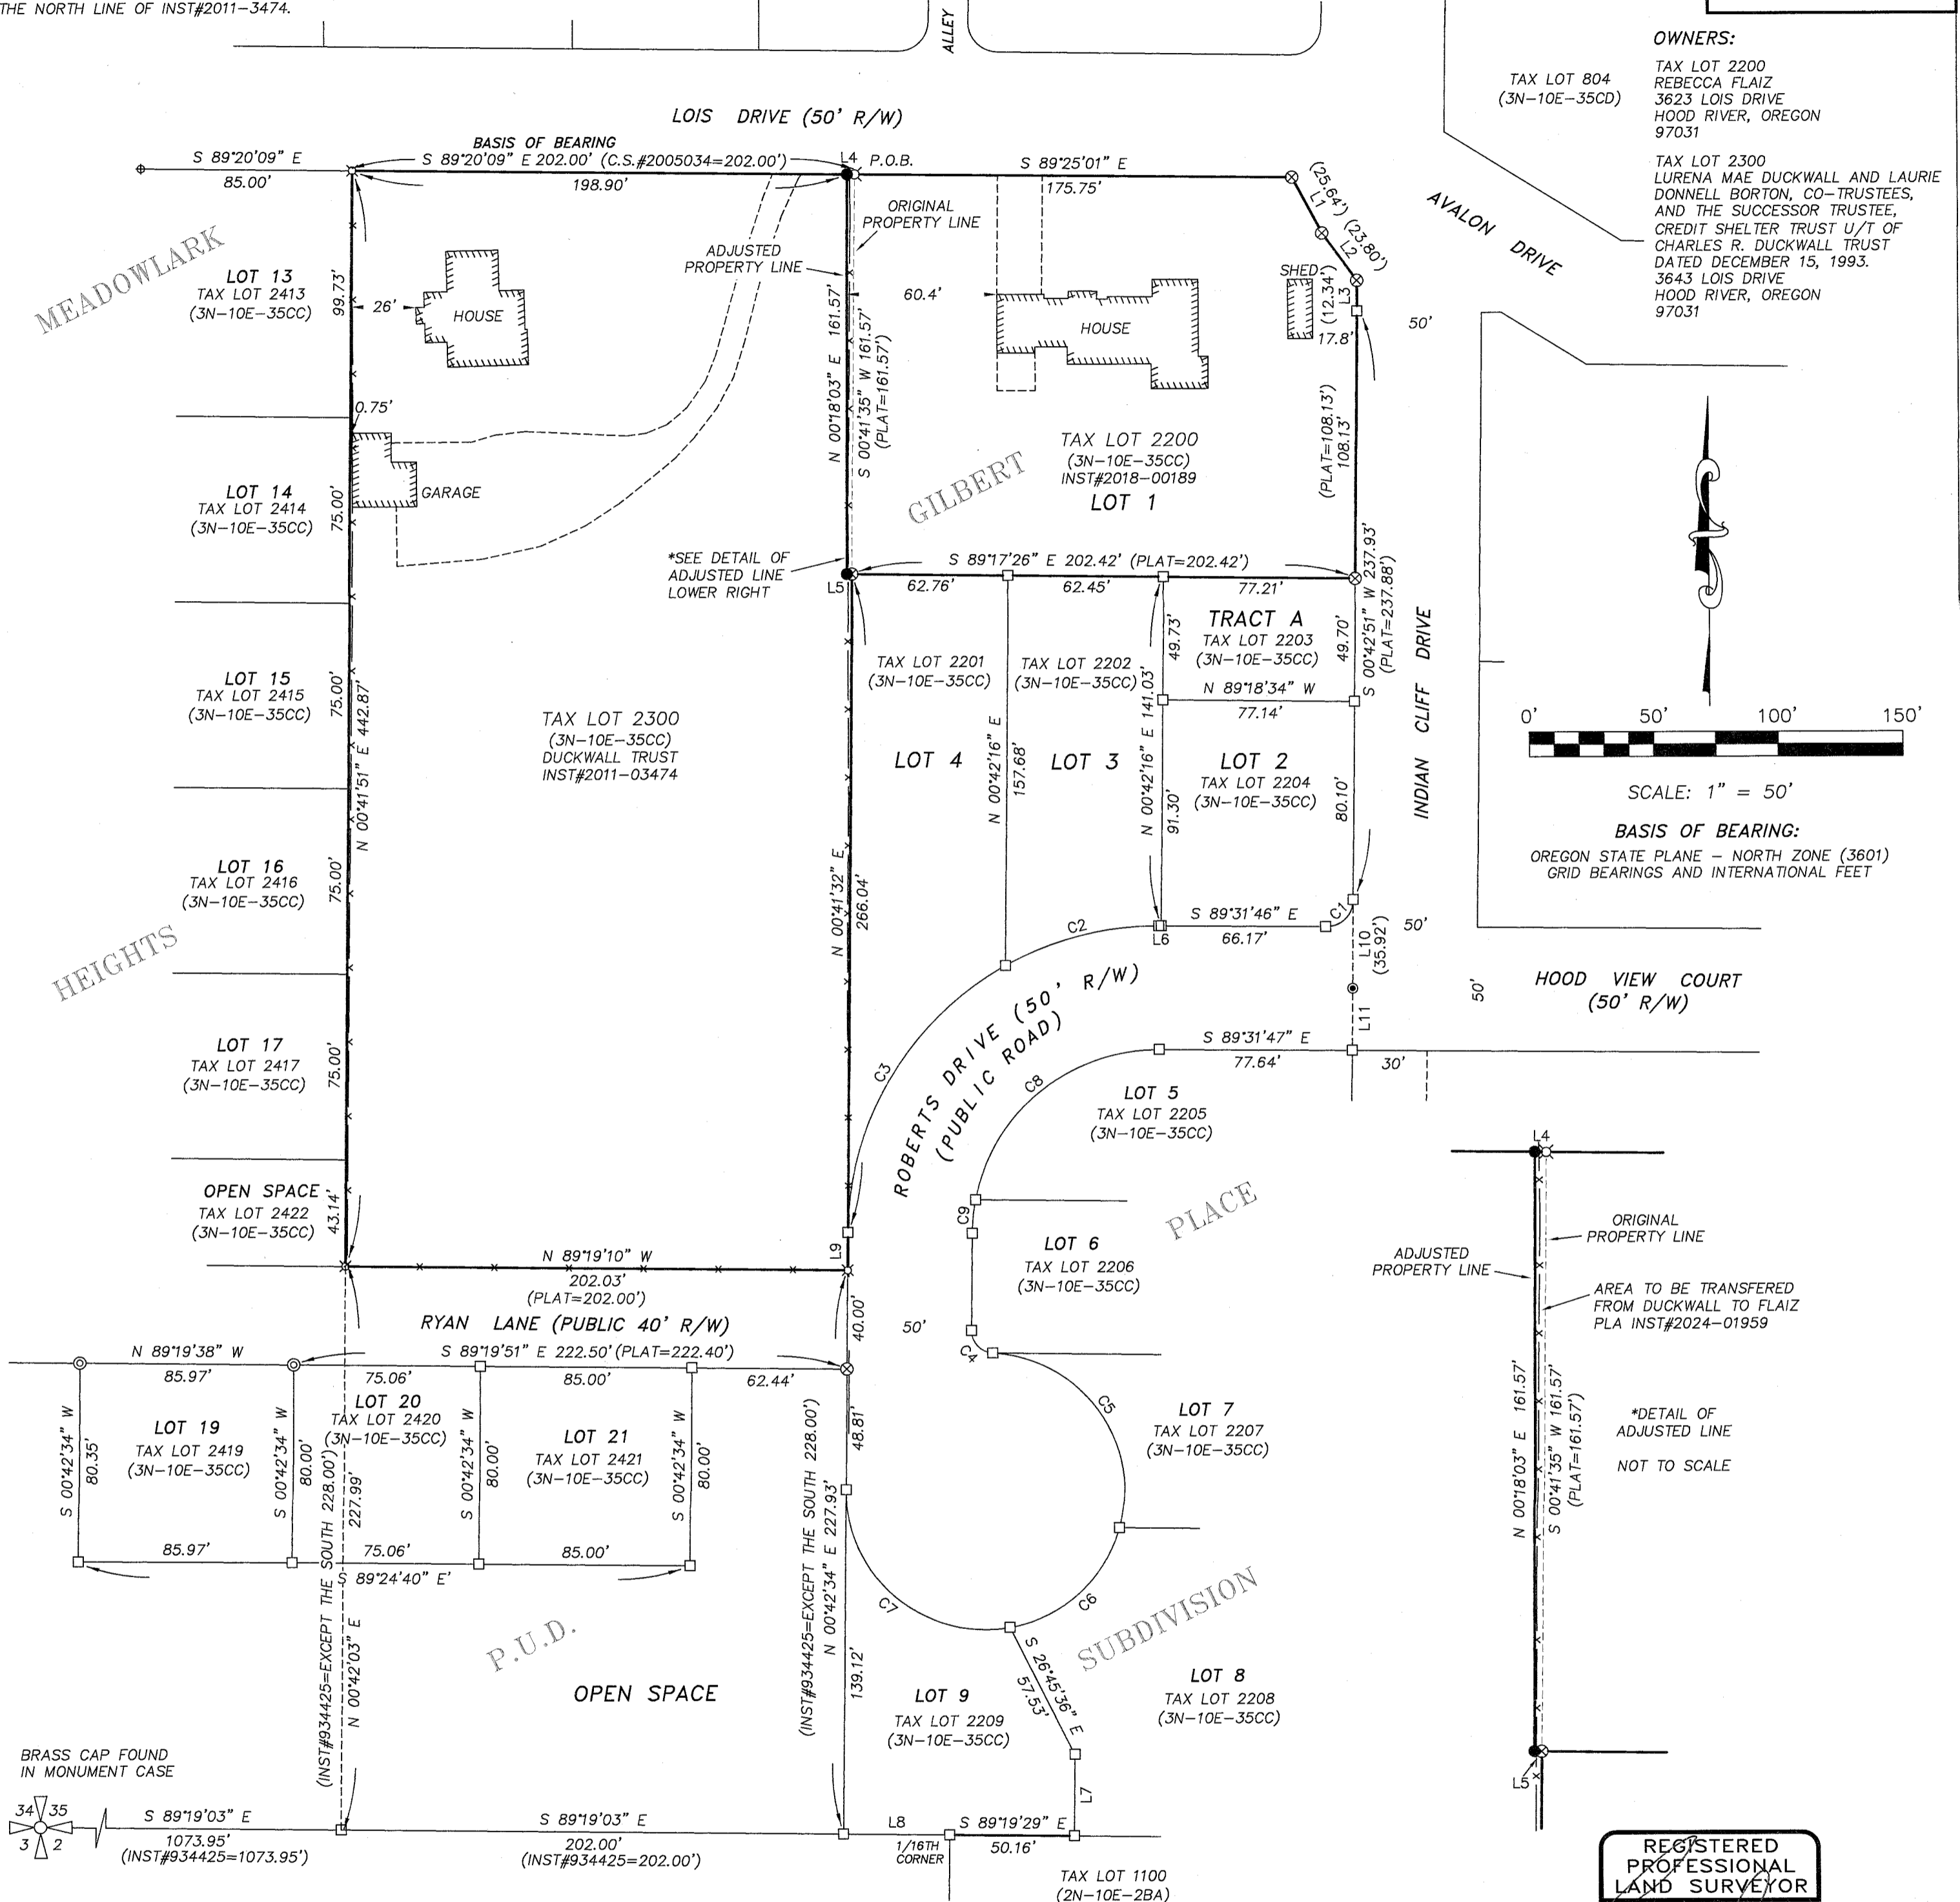 THE NORTH LINE OF INST#2011-3474.
ALLEY
OWNERS:
TAX LOT 2200
REBECCA FLAIZ
3623 LOIS DRIVE
HOOD RIVER, OREGON
97031
TAX LOT 2300
LURENA MAE DUCKWALL AND LAURIE
DONNELL BORTON, CO-TRUSTEES,
AND THE SUCCESSOR TRUSTEE,
CREDIT SHELTER TRUST U/T OF
CHARLES R. DUCKWALL TRUST
DATED DECEMBER 15, 1993.
3643 LOIS DRIVE
HOOD RIVER, OREGON
97031
TAX LOT 804
(3N-10E-35CD)
LOIS DRIVE (50' R/W)
BASIS OF BEARING
S 89°20'09" E
85.00'
S 89°20'09" E 202.00' (C.S.#2005034=202.00')
198.90'
L4
P.O.B.
S 89°25'01" E
175.75'
(25.64')
L1
(23.80')
L2
(12.34')
L3
AVALON DRIVE
ORIGINAL
PROPERTY LINE
ADJUSTED
PROPERTY LINE
MEADOWLARK
LOT 13
TAX LOT 2413
(3N-10E-35CC)
99.73'
26'
HOUSE
60.4'
HOUSE
SHED
17.8'
50'
N 00°18'03" E 161.57'
S 00°41'35" W 161.57'
(PLAT=161.57')
(PLAT=108.13')
108.13'
0.75'
GARAGE
LOT 14
TAX LOT 2414
(3N-10E-35CC)
75.00'
GILBERT
TAX LOT 2200
(3N-10E-35CC)
INST#2018-00189
LOT 1
*SEE DETAIL OF
ADJUSTED LINE
LOWER RIGHT
L5
S 89°17'26" E 202.42' (PLAT=202.42')
62.76'
62.45'
77.21'
S 00°42'51" W 237.93'
(PLAT=237.88')
INDIAN CLIFF DRIVE
LOT 15
TAX LOT 2415
(3N-10E-35CC)
75.00'
N 00°41'51" E 442.87'
TAX LOT 2300
(3N-10E-35CC)
DUCKWALL TRUST
INST#2011-03474
TAX LOT 2201
(3N-10E-35CC)
LOT 4
TAX LOT 2202
(3N-10E-35CC)
LOT 3
TRACT A
TAX LOT 2203
(3N-10E-35CC)
49.73'
49.70'
N 89°18'34" W
77.14'
LOT 2
TAX LOT 2204
(3N-10E-35CC)
N 00°42'16" E
157.68'
N 00°42'16" E 141.03'
91.30'
80.10'
0' 50' 100' 150'
SCALE: 1" = 50'
BASIS OF BEARING:
OREGON STATE PLANE - NORTH ZONE (3601)
GRID BEARINGS AND INTERNATIONAL FEET
LOT 16
TAX LOT 2416
(3N-10E-35CC)
75.00'
N 00°41'32" E
266.04'
C2
L6
S 89°31'46" E
66.17'
C1
L10
(35.92')
50'
HEIGHTS
HOOD VIEW COURT
(50' R/W)
50'
L11
LOT 17
TAX LOT 2417
(3N-10E-35CC)
75.00'
ROBERTS DRIVE (50' R/W)
(PUBLIC ROAD)
C3
C8
S 89°31'47" E
77.64'
30'
LOT 5
TAX LOT 2205
(3N-10E-35CC)
OPEN SPACE
TAX LOT 2422
(3N-10E-35CC)
43.14'
L9
C9
PLACE
LOT 6
TAX LOT 2206
(3N-10E-35CC)
N 89°19'10" W
202.03'
(PLAT=202.00')
RYAN LANE (PUBLIC 40' R/W)
40.00'
50'
N 89°19'38" W
85.97'
S 89°19'51" E 222.50' (PLAT=222.40')
75.06'
85.00'
62.44'
C4
C5
LOT 19
TAX LOT 2419
(3N-10E-35CC)
S 00°42'34" W
80.35'
S 00°42'34" W
80.00'
LOT 20
TAX LOT 2420
(3N-10E-35CC)
S 00°42'34" W
80.00'
LOT 21
TAX LOT 2421
(3N-10E-35CC)
S 00°42'34" W
80.00'
48.81'
LOT 7
TAX LOT 2207
(3N-10E-35CC)
85.97'
75.06'
85.00'
S 89°24'40" E'
(INST#934425=EXCEPT THE SOUTH 228.00')
227.99'
N 00°42'03" E
(INST#934425=EXCEPT THE SOUTH 228.00')
N 00°42'34" E 227.93'
139.12'
C7
C6
P.U.D.
OPEN SPACE
SUBDIVISION
S 26°45'36" E
57.53'
LOT 9
TAX LOT 2209
(3N-10E-35CC)
LOT 8
TAX LOT 2208
(3N-10E-35CC)
L7
BRASS CAP FOUND
IN MONUMENT CASE
34 35
3 2
S 89°19'03" E
1073.95'
(INST#934425=1073.95')
S 89°19'03" E
202.00'
(INST#934425=202.00')
L8
1/16TH
CORNER
S 89°19'29" E
50.16'
TAX LOT 1100
(2N-10E-2BA)
L4
ORIGINAL
PROPERTY LINE
ADJUSTED
PROPERTY LINE
AREA TO BE TRANSFERED
FROM DUCKWALL TO FLAIZ
PLA INST#2024-01959
N 00°18'03" E 161.57'
S 00°41'35" W 161.57'
(PLAT=161.57')
*DETAIL OF
ADJUSTED LINE
NOT TO SCALE
L5
REGISTERED
PROFESSIONAL
LAND SURVEYOR